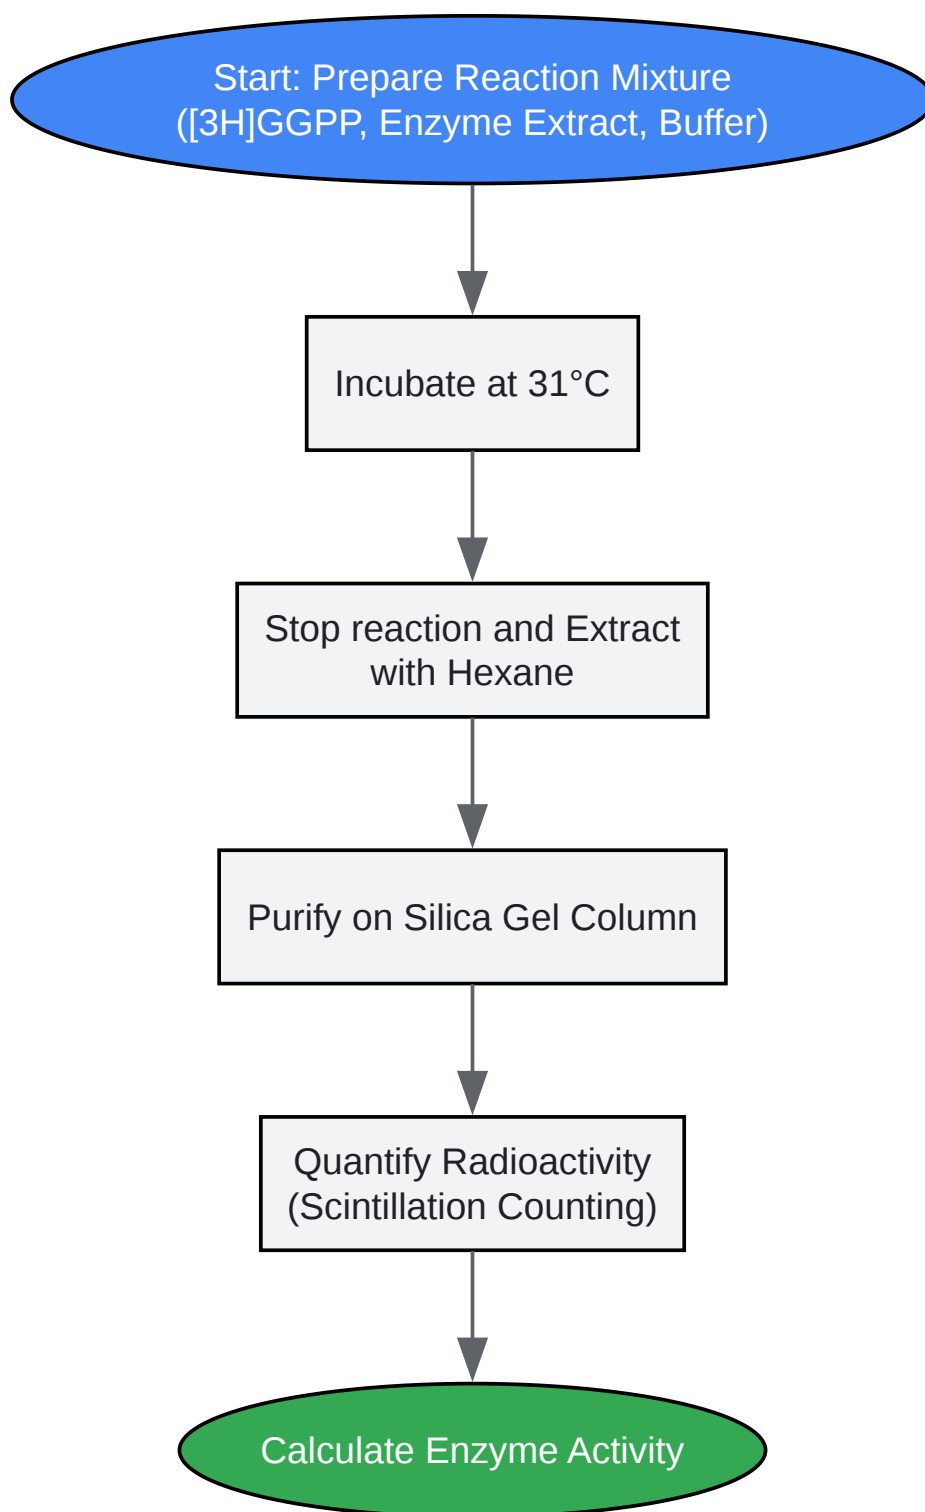 Start: Prepare Reaction Mixture
([3H]GGPP, Enzyme Extract, Buffer)
Incubate at 31°C
Stop reaction and Extract
with Hexane
Purify on Silica Gel Column
Quantify Radioactivity
(Scintillation Counting)
Calculate Enzyme Activity